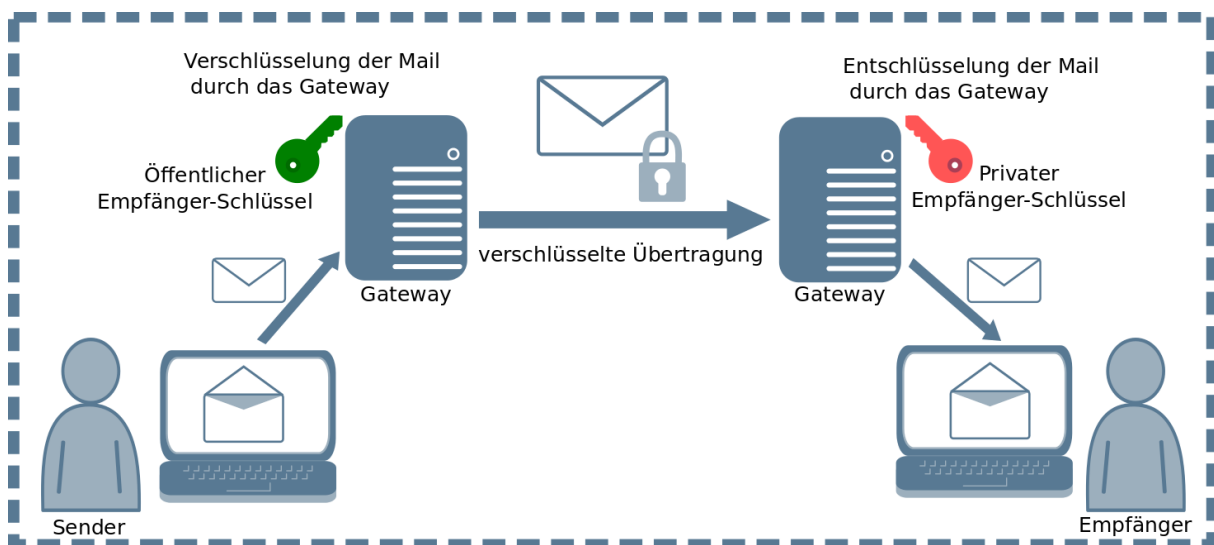 Verschlüsselung der Mail
durch das Gateway
Öffentlicher
Empfänger-Schlüssel
Gateway
verschlüsselte Übertragung
Entschlüsselung der Mail
durch das Gateway
Privater
Empfänger-Schlüssel
Gateway
Sender
Empfänger